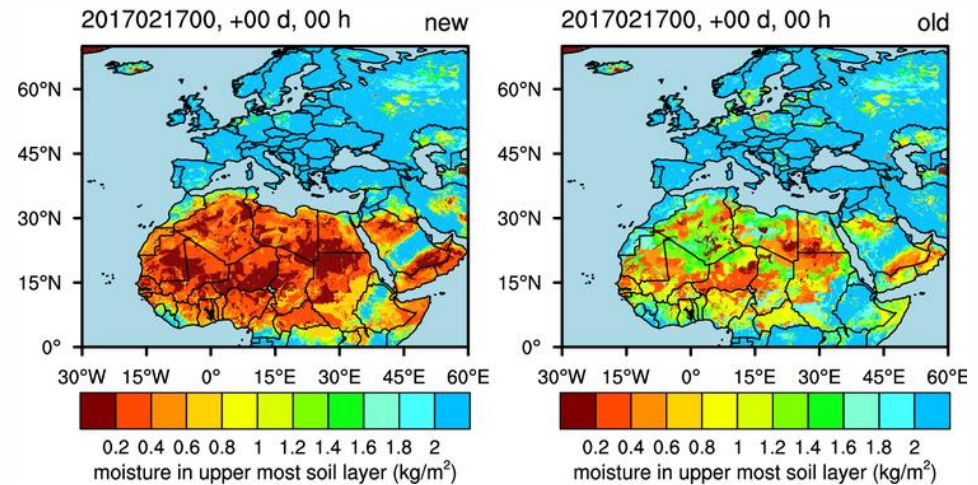 2017021700, +00 d, 00 h new
2017021700, +00 d, 00 h old
60°N
45°N
30°N
15°N
0°
30°W 15°W 0° 15°E 30°E 45°E 60°E
0.2 0.4 0.6 0.8 1 1.2 1.4 1.6 1.8 2
moisture in upper most soil layer (kg/m²)
60°N
45°N
30°N
15°N
0°
30°W 15°W 0° 15°E 30°E 45°E 60°E
0.2 0.4 0.6 0.8 1 1.2 1.4 1.6 1.8 2
moisture in upper most soil layer (kg/m²)